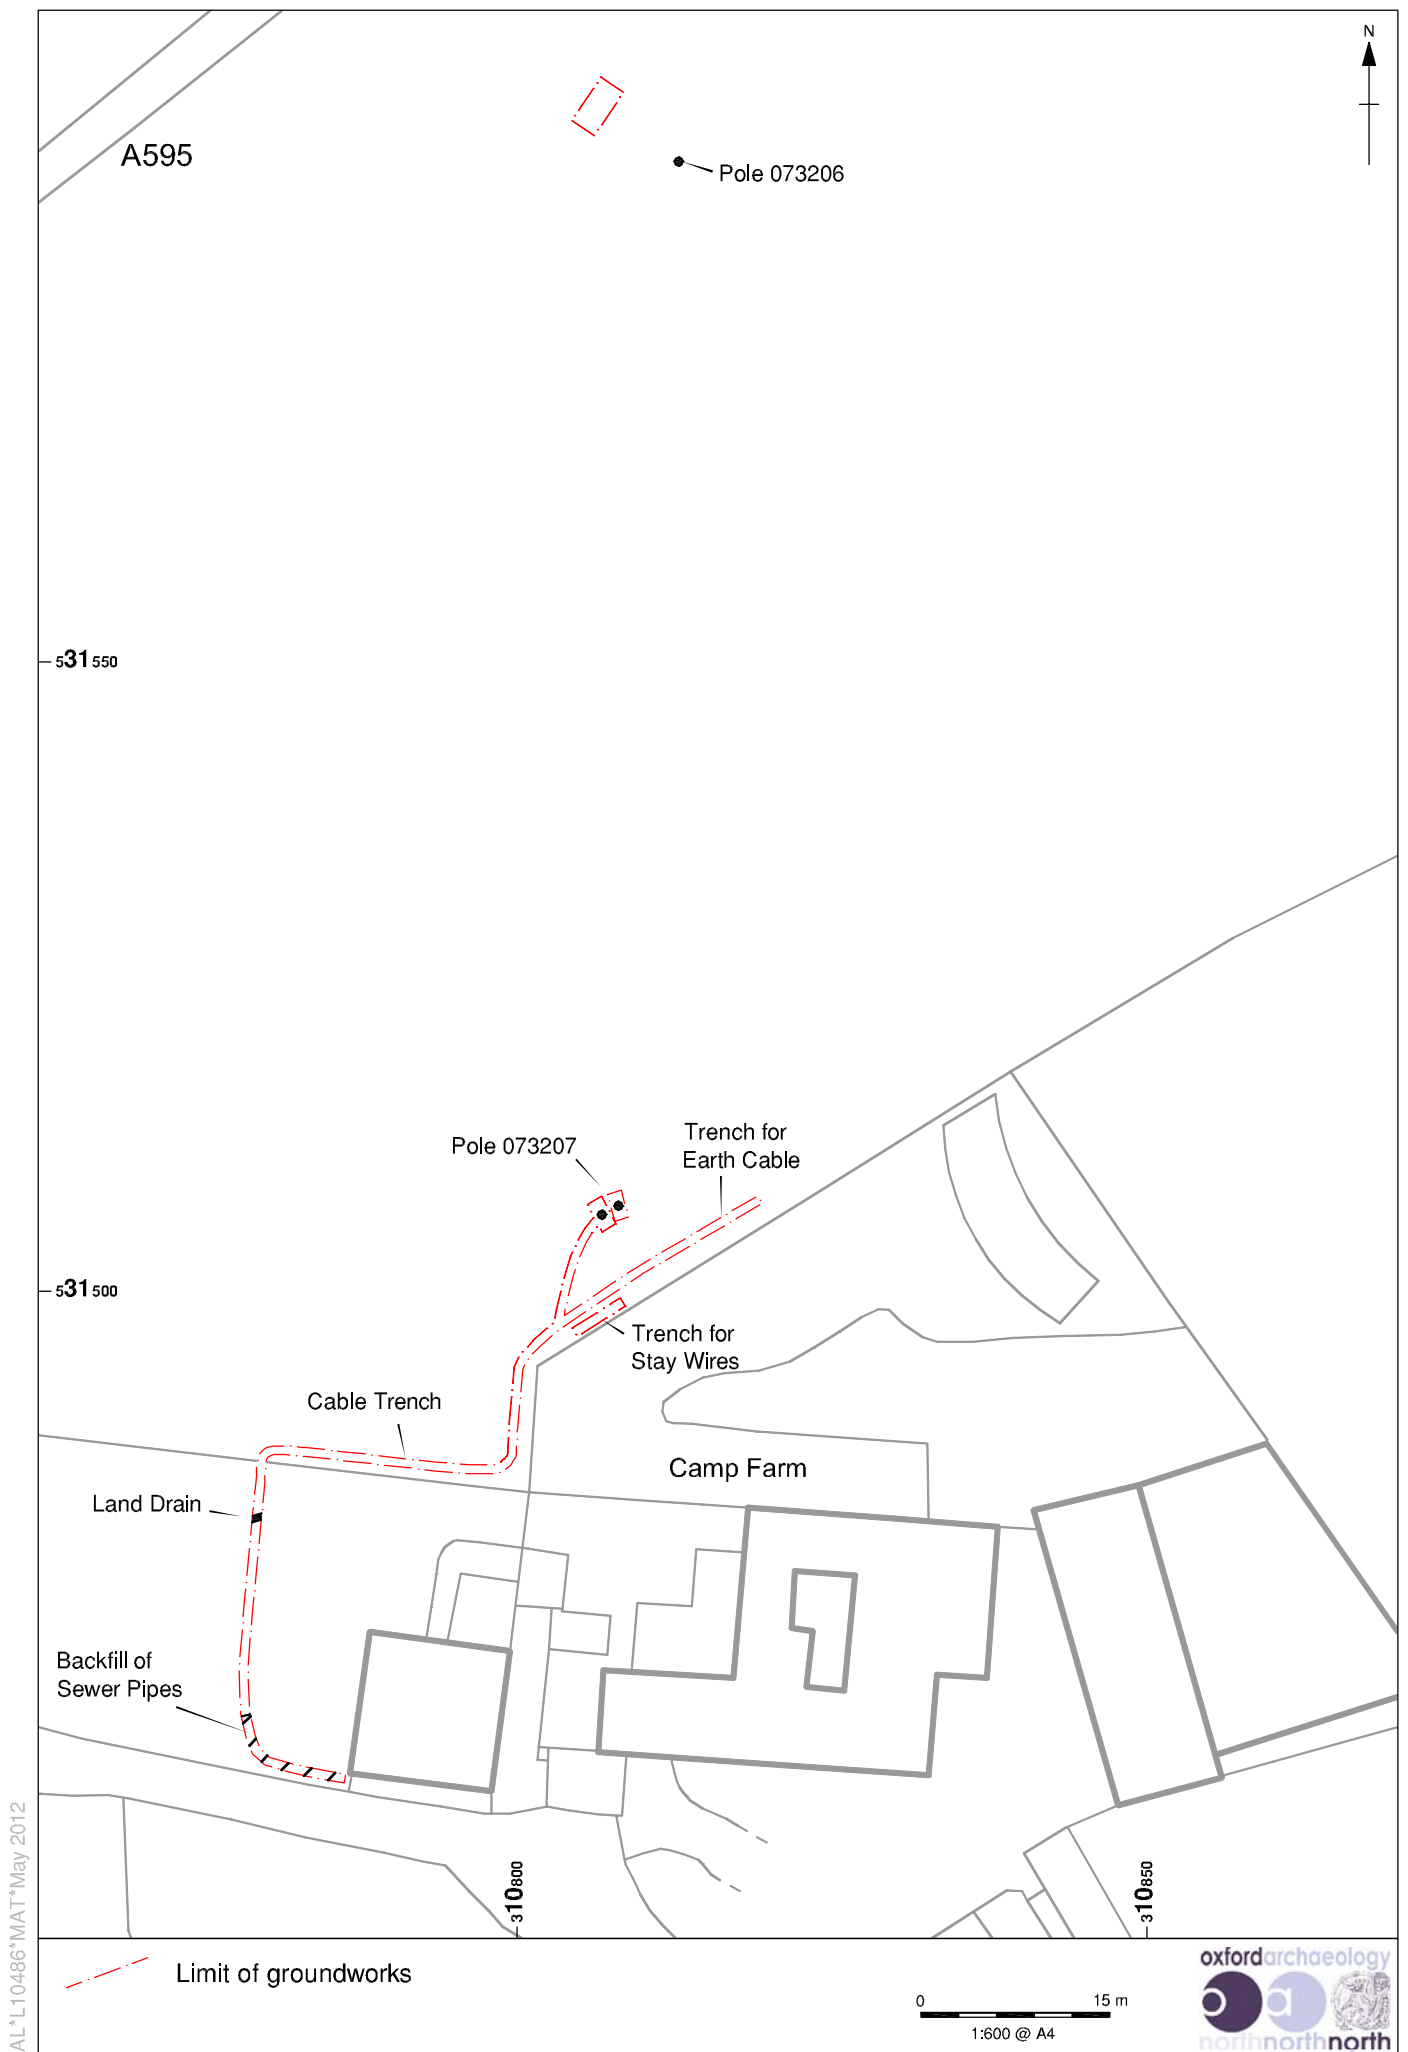 N
A595
Pole 073206
531550
Pole 073207
Trench for
Earth Cable
531500
Trench for
Stay Wires
Cable Trench
Camp Farm
Land Drain
Backfill of
Sewer Pipes
310800
310850
AL*L10486*MAT*May 2012
Limit of groundworks
0 15 m
1:600 @ A4
oxfordarchaeology
oa
northnorthnorth